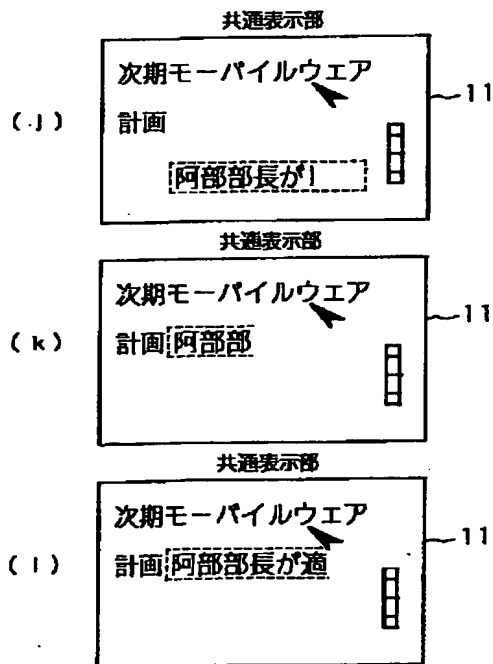 共通表示部
次期モーバイルウェア
11
(j)
計画
阿部部長が|
共通表示部
次期モーバイルウェア
11
(k)
計画 阿部部
共通表示部
次期モーバイルウェア
11
(l)
計画 阿部部長が適